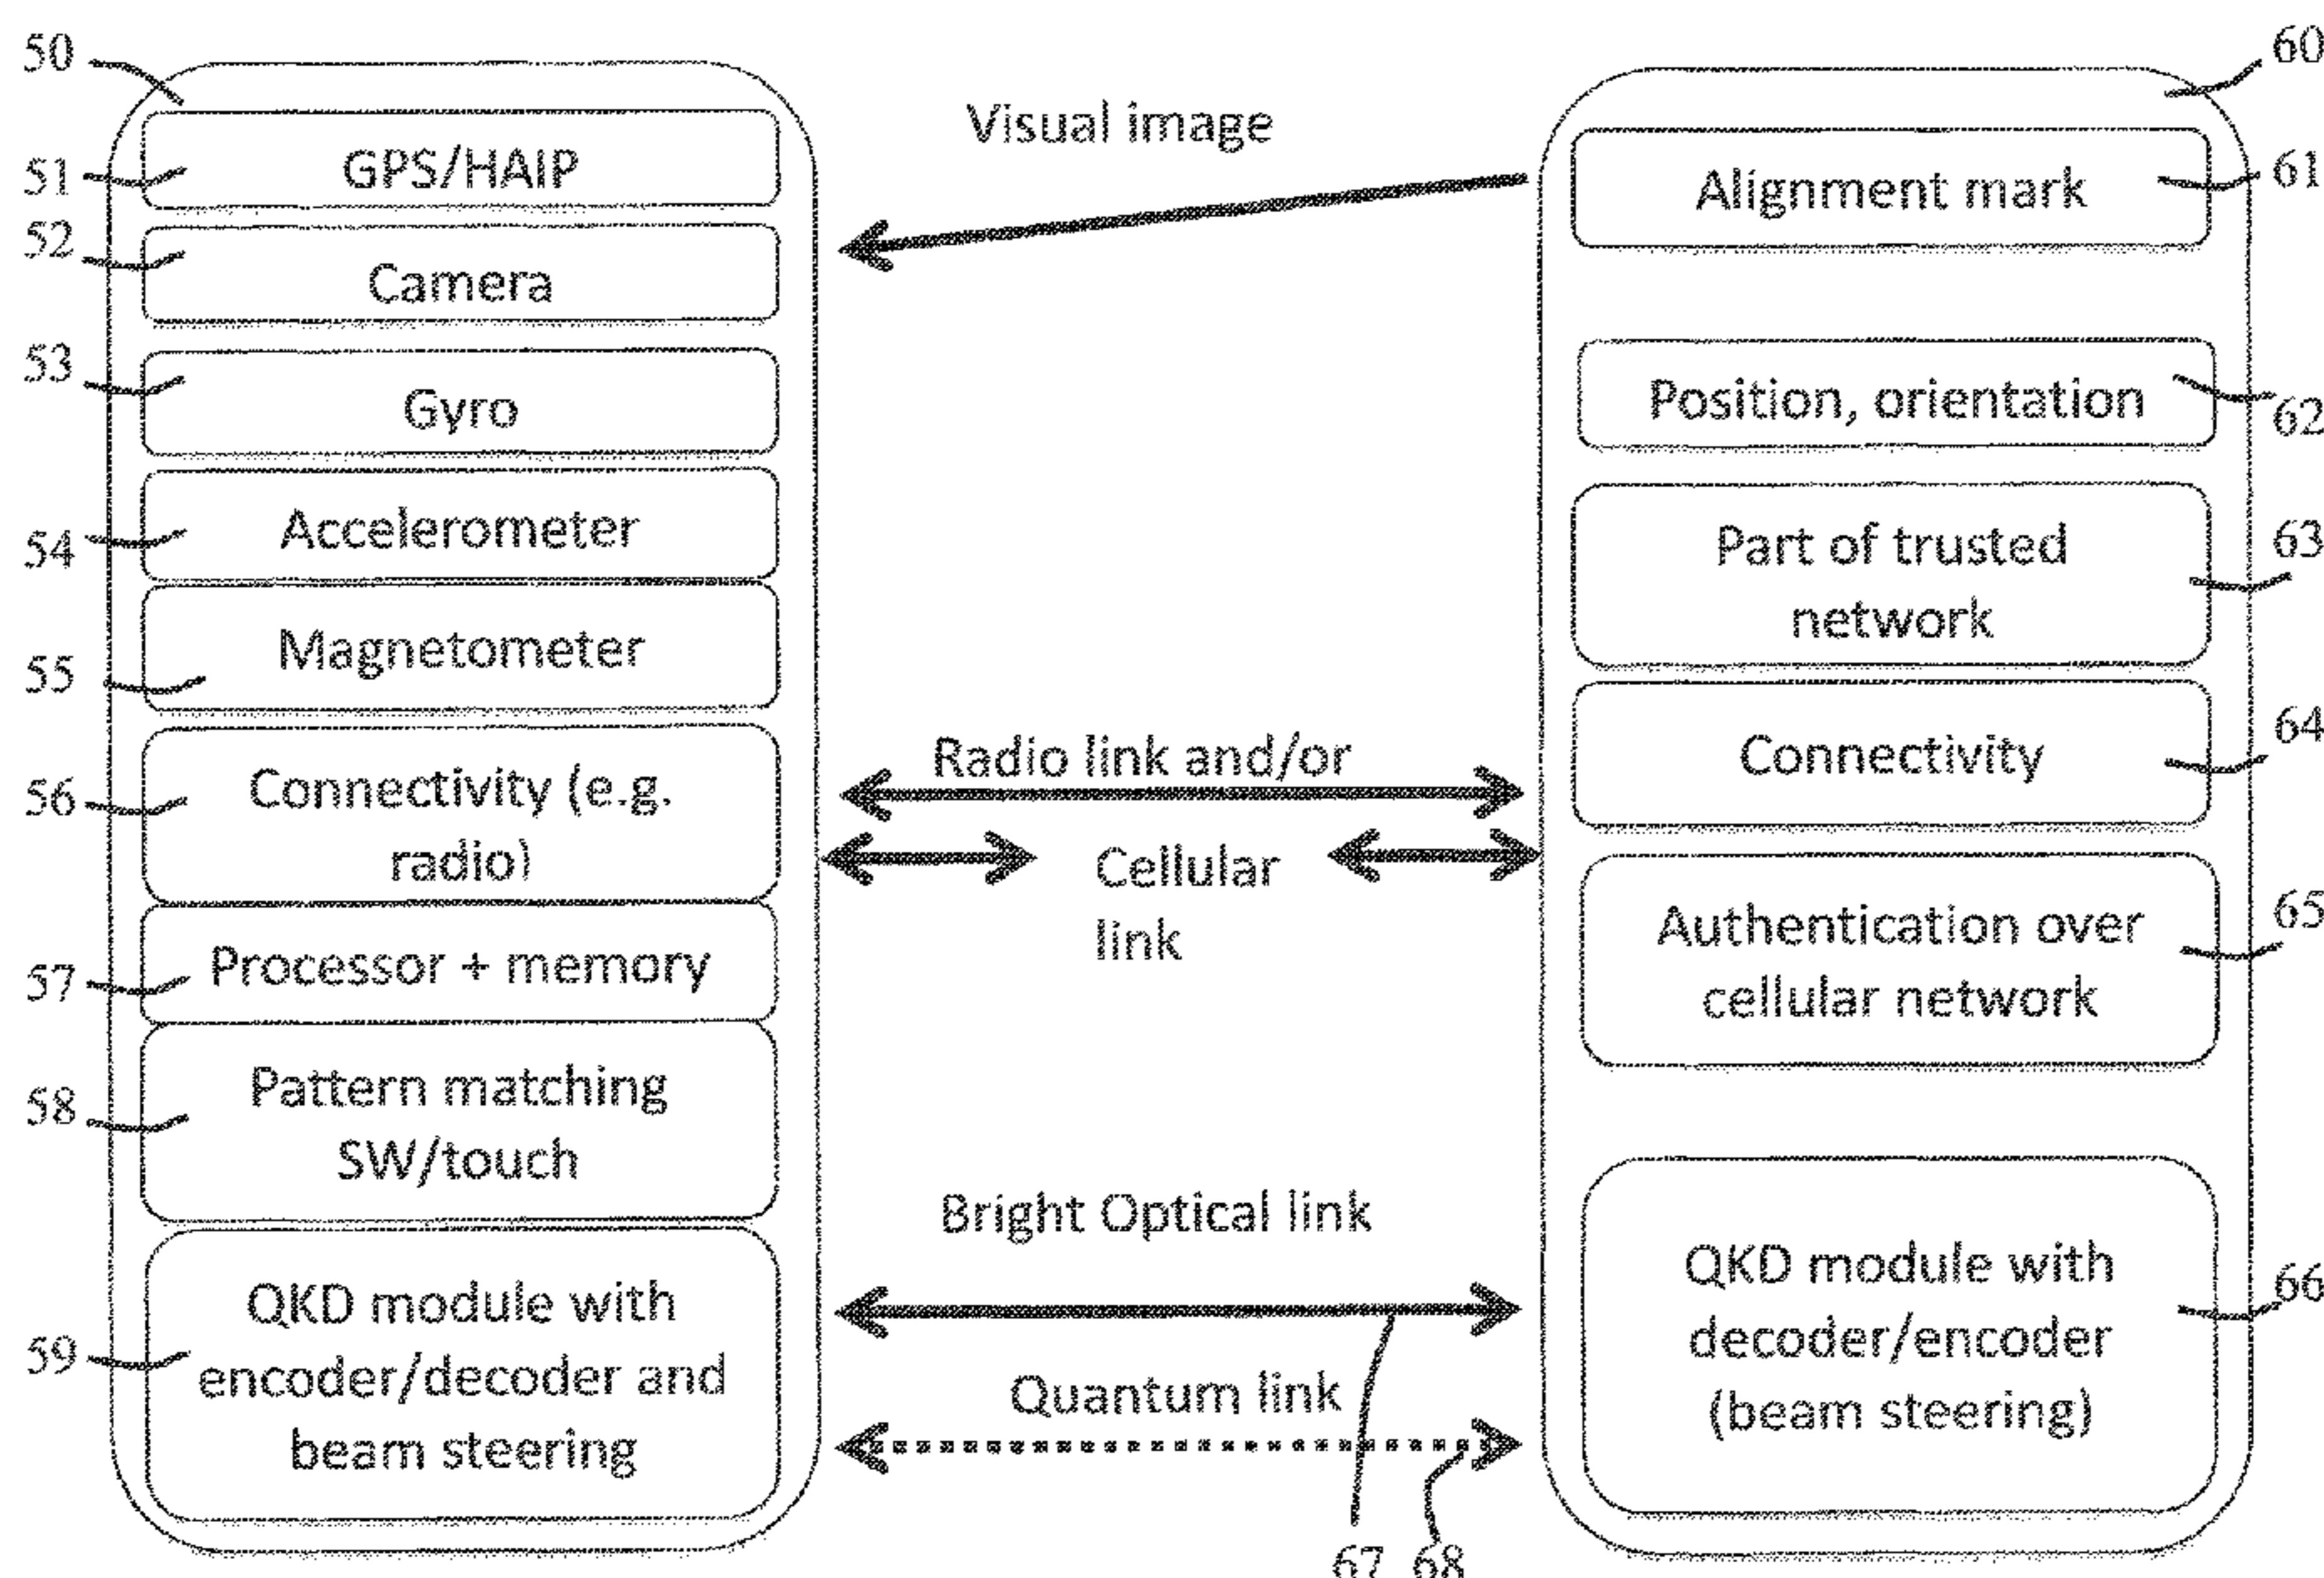 50
51
GPS/HAIP
52
Camera
53
Gyro
54
Accelerometer
55
Magnetometer
56
Connectivity (e.g.
radio)
57
Processor + memory
58
Pattern matching
SW/touch
59
QKD module with
encoder/decoder and
beam steering
Visual image
Radio link and/or
Cellular
link
Bright Optical link
Quantum link
67 68
60
Alignment mark
61
Position, orientation
62
Part of trusted
network
63
Connectivity
64
Authentication over
cellular network
65
QKD module with
decoder/encoder
(beam steering)
66